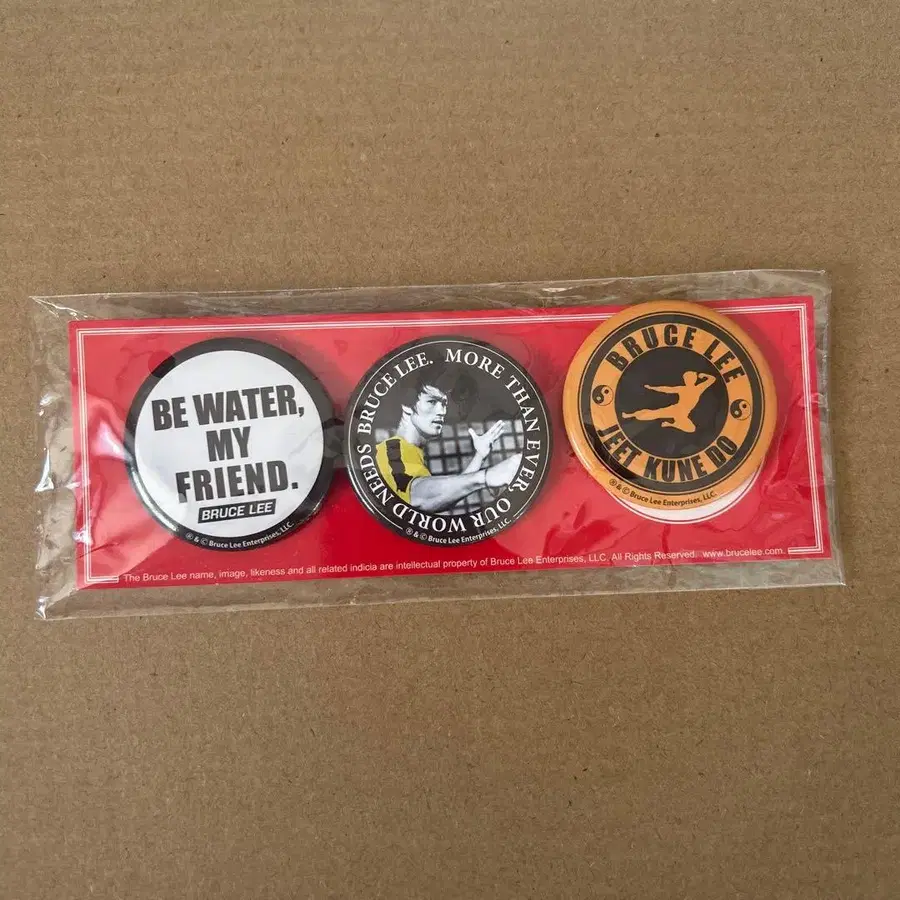 BE WATER,
MY
FRIEND.
BRUCE LEE
® & © Bruce Lee Enterprises, LLC.
MORE THAN EVER, OUR WORLD NEEDS BRUCE LEE.
® & © Bruce Lee Enterprises, LLC.
BRUCE LEE
JEET KUNE DO
® & © Bruce Lee Enterprises, LLC.
The Bruce Lee name, image, likeness and all related indicia are intellectual property of Bruce Lee Enterprises, LLC. All Rights Reserved. www.brucelee.com.